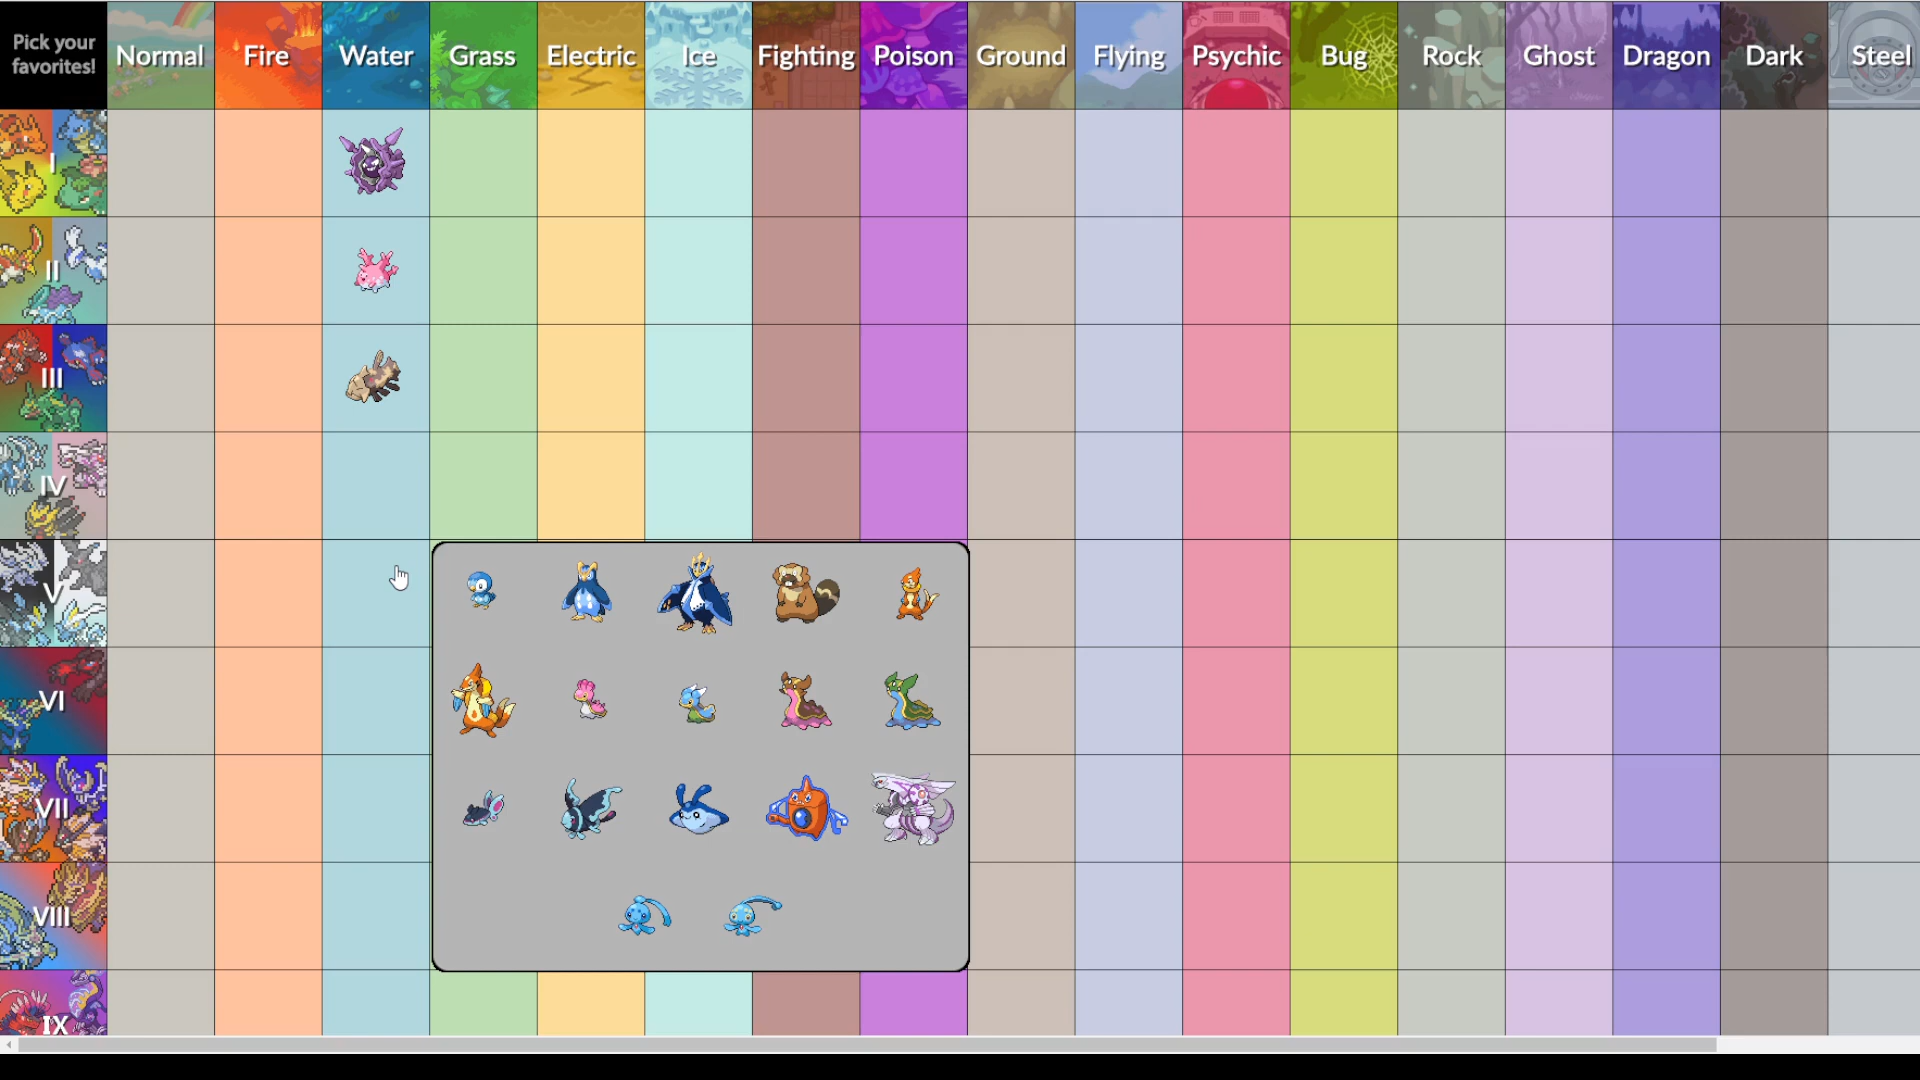 Pick your
favorites!
Normal
Fire
Water
Grass
Electric
Ice
Fighting
Poison
Ground
Flying
Psychic
Bug
Rock
Ghost
Dragon
Dark
Steel
I
II
III
IV
V
VI
VII
VIII
IX